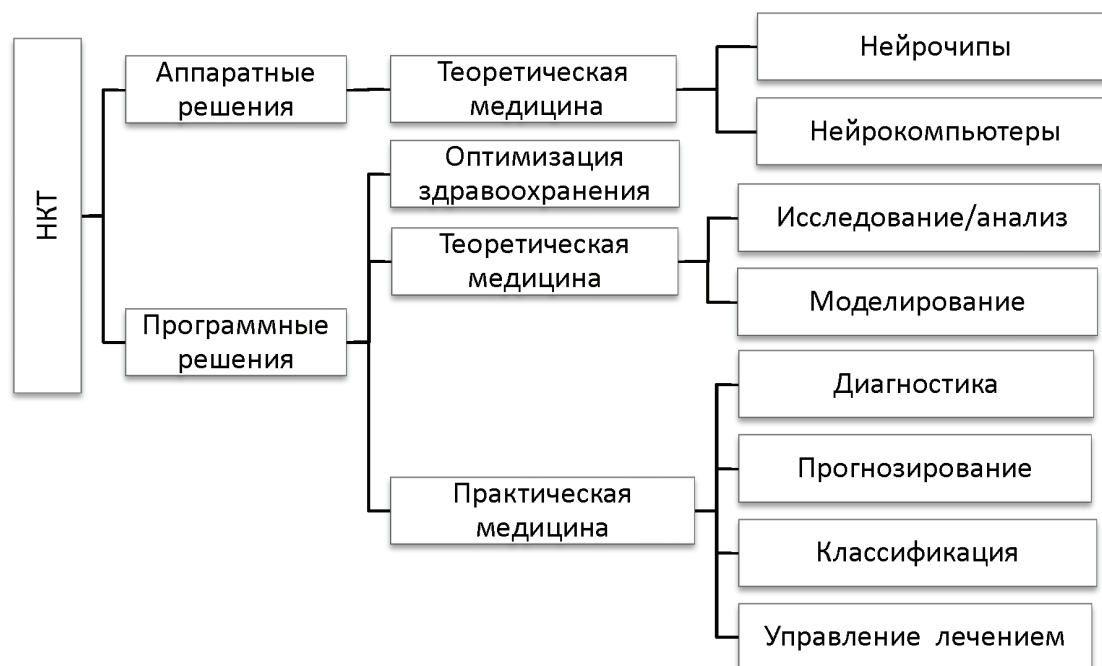 НКТ
Аппаратные
решения
Теоретическая
медицина
Нейрочипы
Нейрокомпьютеры
Программные
решения
Оптимизация
здравоохранения
Теоретическая
медицина
Исследование/анализ
Моделирование
Практическая
медицина
Диагностика
Прогнозирование
Классификация
Управление лечением